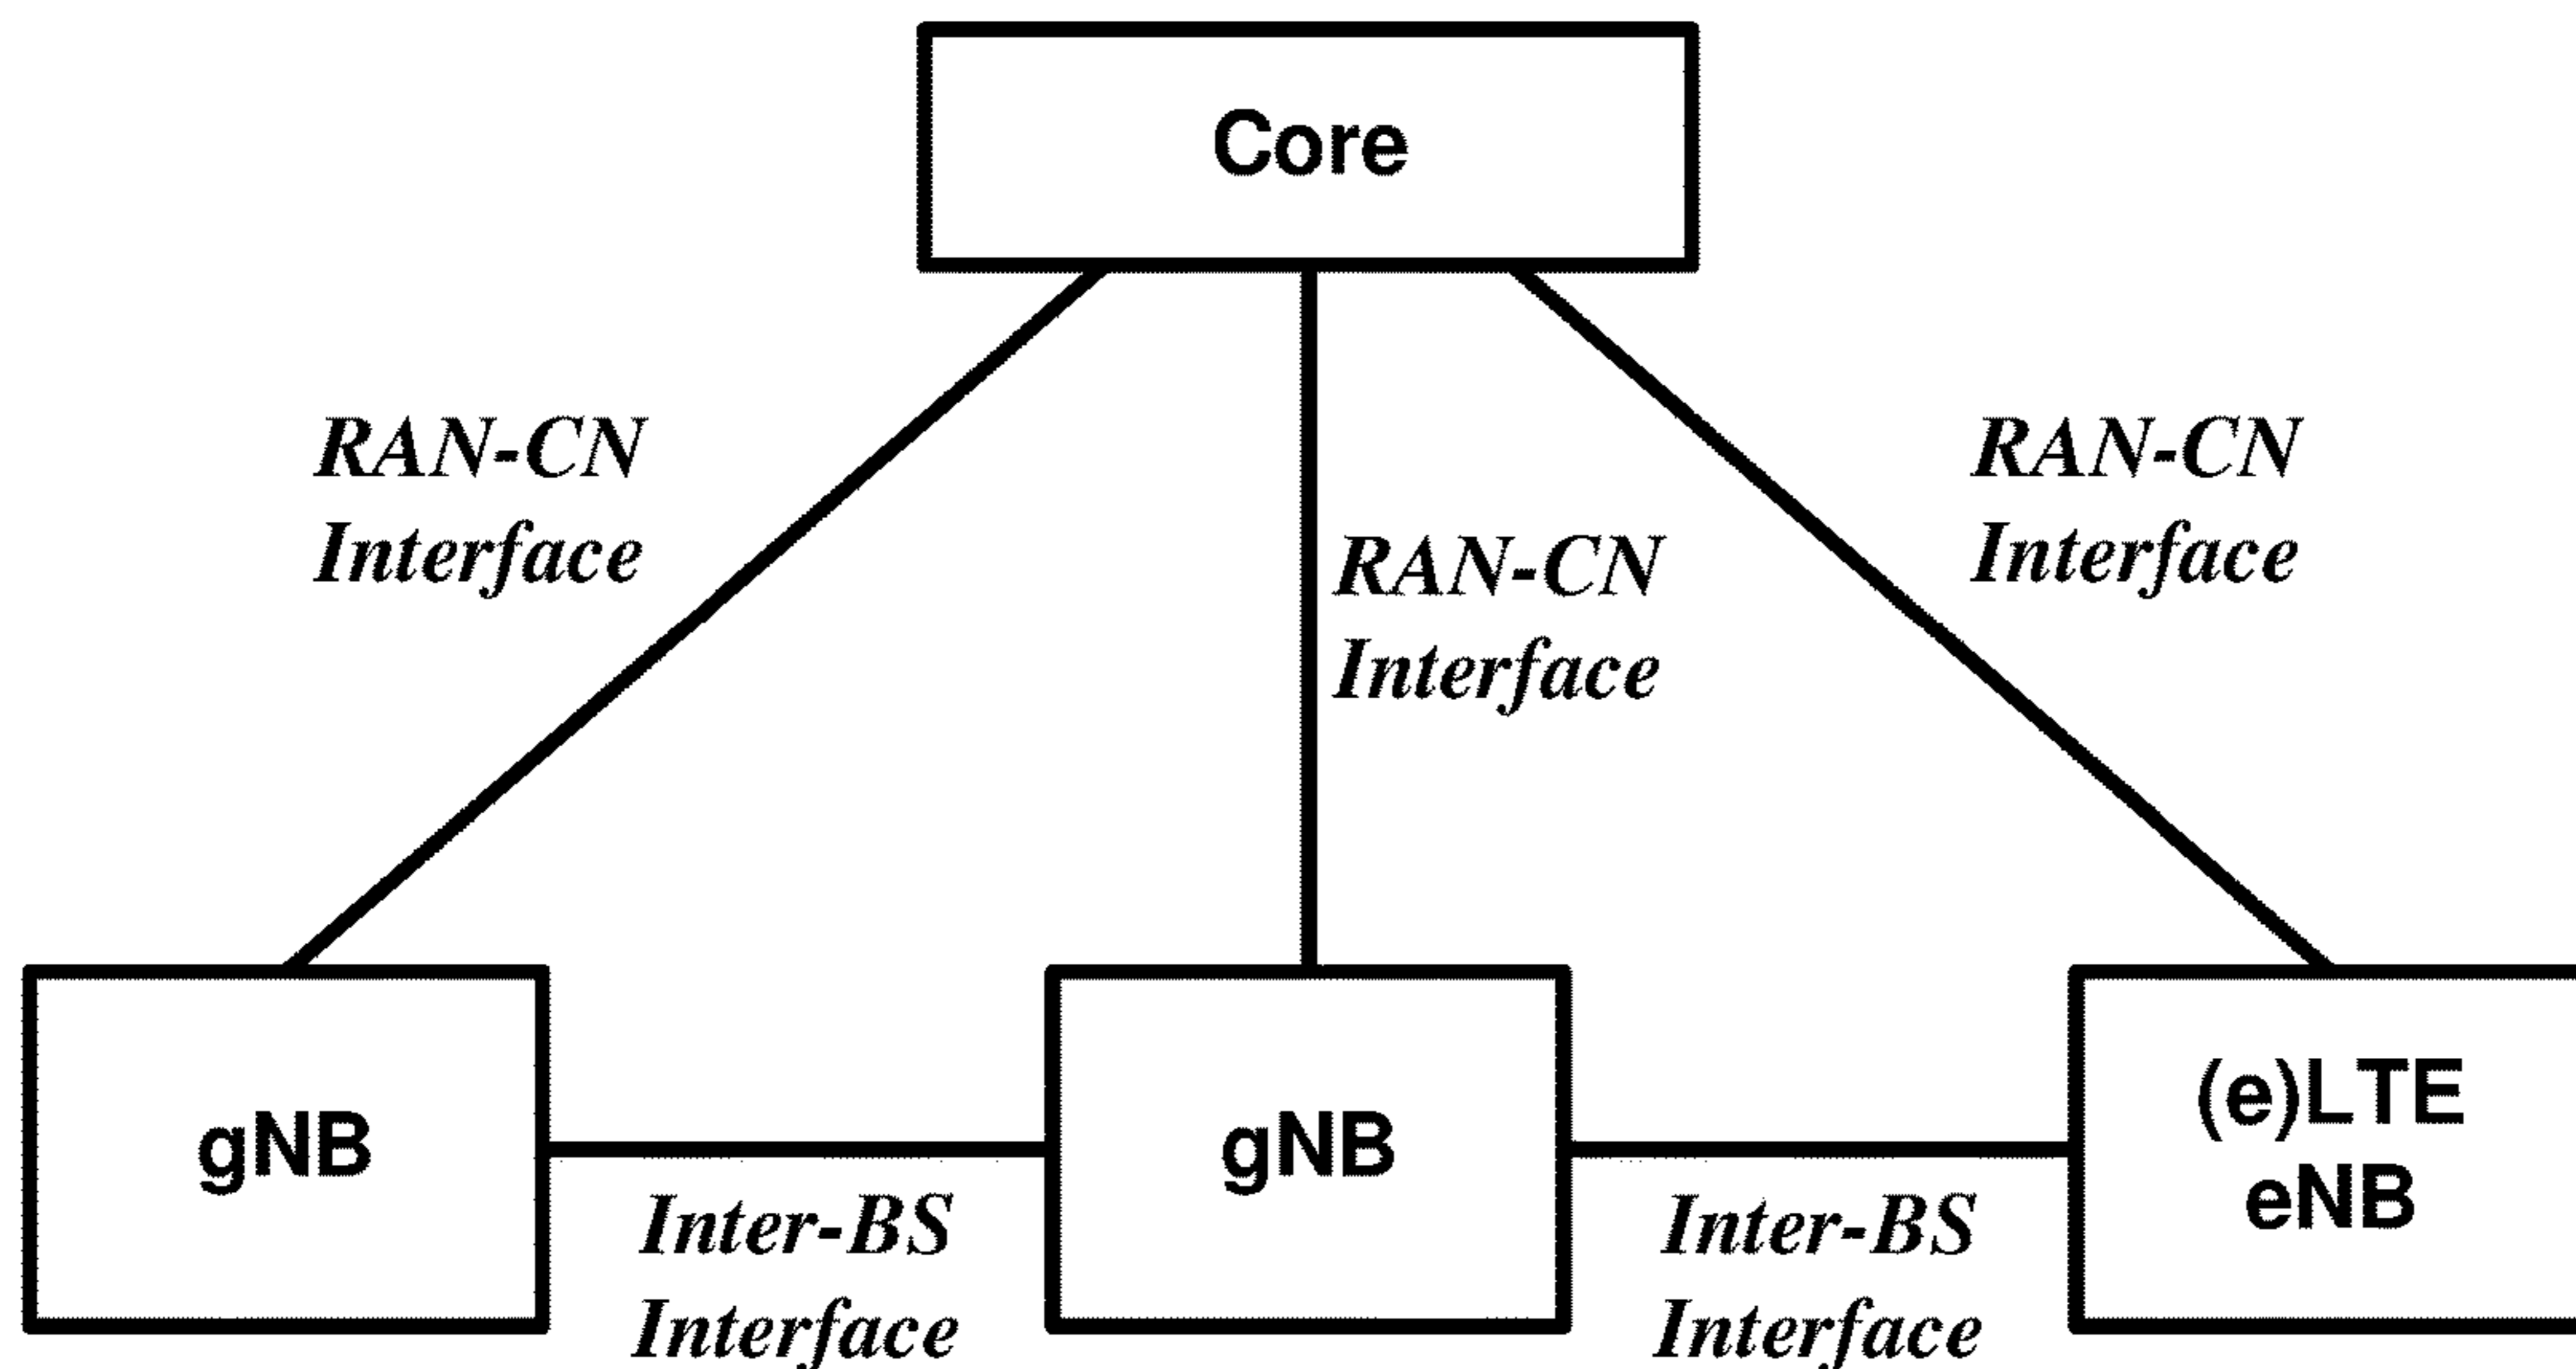 Core
RAN-CN
Interface
RAN-CN
Interface
RAN-CN
Interface
gNB
gNB
(e)LTE
eNB
Inter-BS
Interface
Inter-BS
Interface